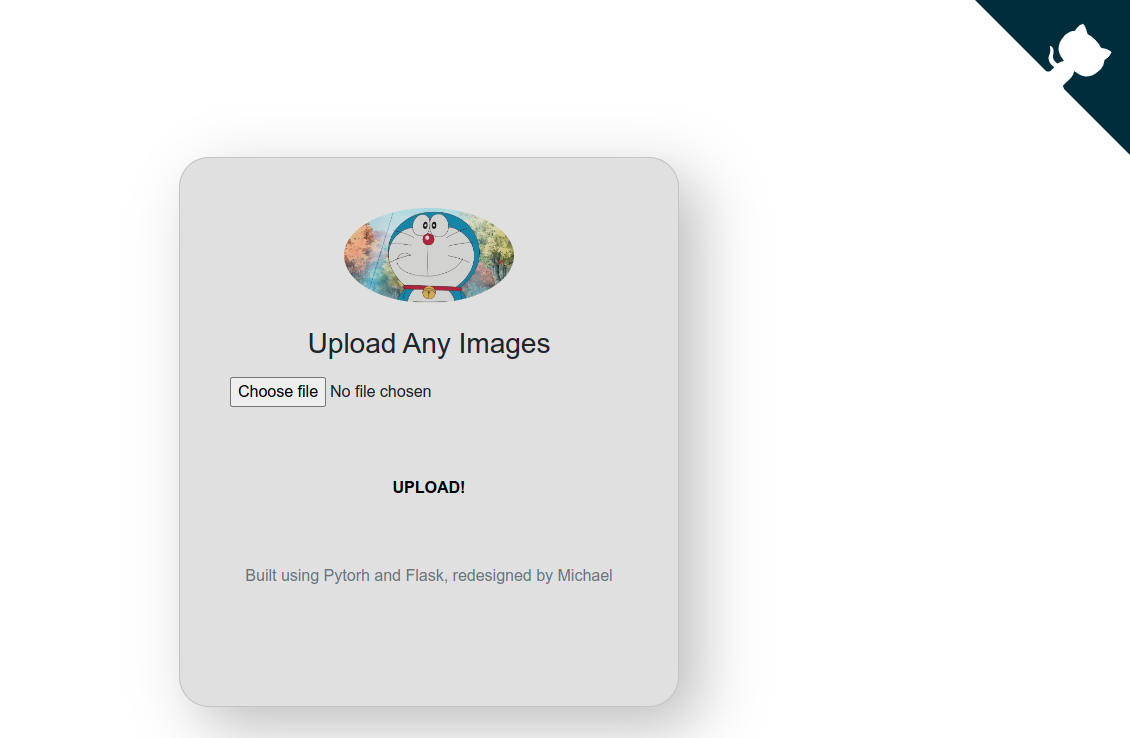 Upload Any Images
Choose file No file chosen
UPLOAD!
Built using Pytorh and Flask, redesigned by Michael